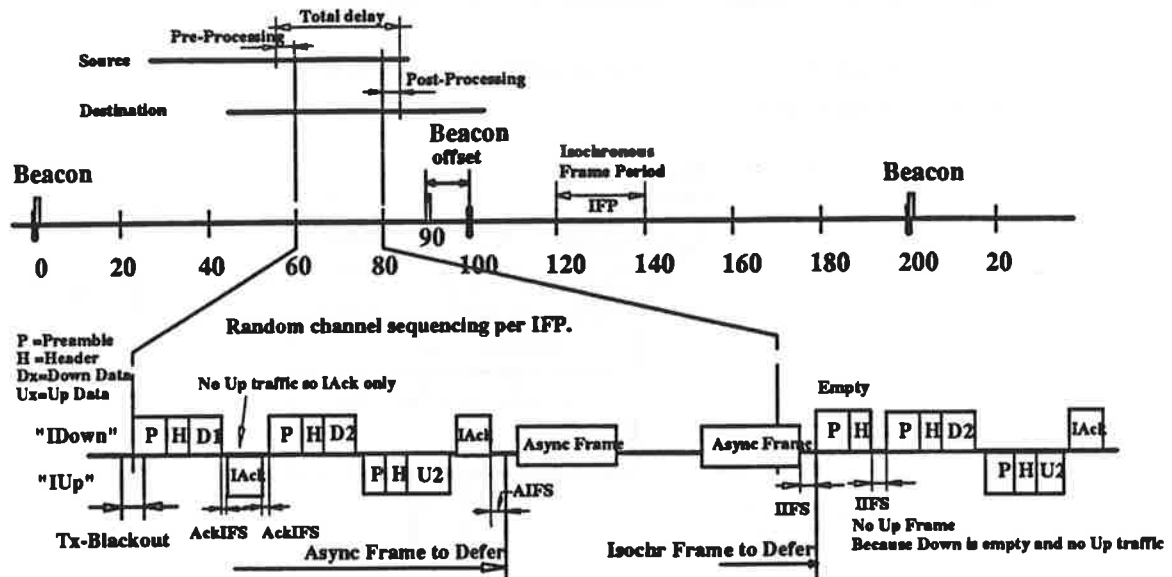 Total delay
Pre-Processing
Source
Post-Processing
Destination
Beacon
offset
Isochronous
Frame Period
IFP
Beacon
Beacon
90
0 20 40 60 80 100 120 140 160 180 200 20
Random channel sequencing per IFP.
P =Preamble
H =Header
Dx=Down Data
Ux=Up Data
No Up traffic so IAck only
Empty
"IDown"
P H D1 P H D2 IAck Async Frame Async Frame P H P H D2 IAck
"IUp"
IAck P H U2 P H U2
AIFS
IIFS
IIFS
Tx-Blackout
AckIFS
AckIFS
No Up Frame
Because Down is empty and no Up traffic
Async Frame to Defer
Isochr Frame to Defer